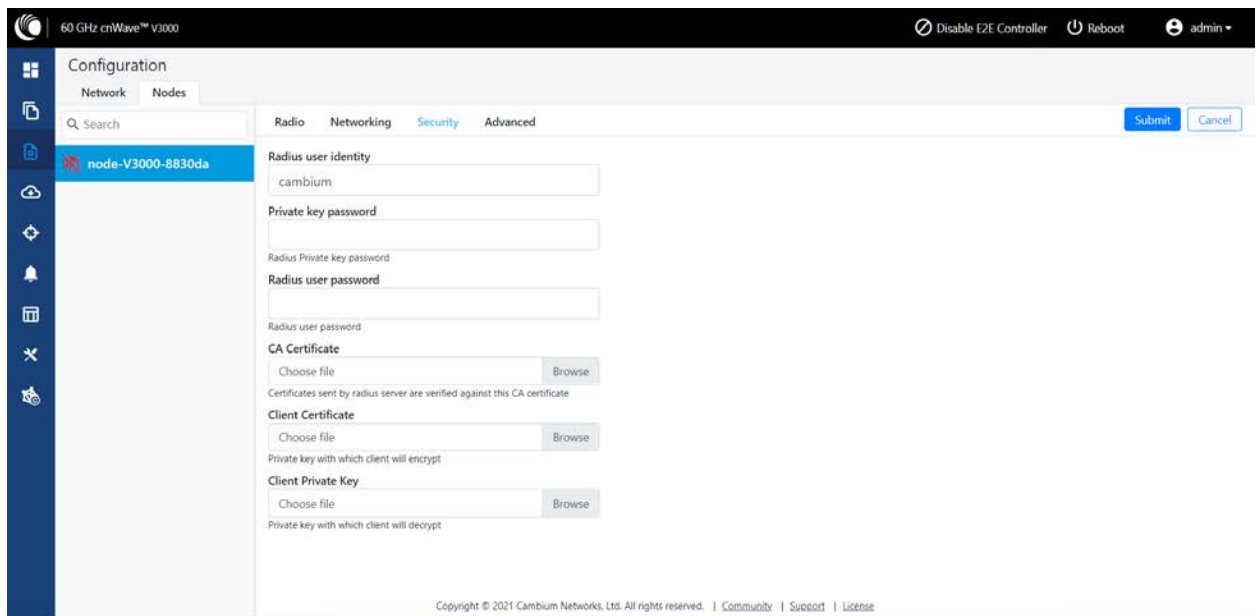 60 GHz cnWave™ V3000
Disable E2E Controller
Reboot
admin
Configuration
Network Nodes
Search
Radio Networking Security Advanced
Submit Cancel
node-V3000-8830da
Radius user identity
cambium
Private key password
Radius Private key password
Radius user password
Radius user password
CA Certificate
Choose file Browse
Certificates sent by radius server are verified against this CA certificate
Client Certificate
Choose file Browse
Private key with which client will encrypt
Client Private Key
Choose file Browse
Private key with which client will decrypt
Copyright © 2021 Cambium Networks, Ltd. All rights reserved. | Community | Support | License